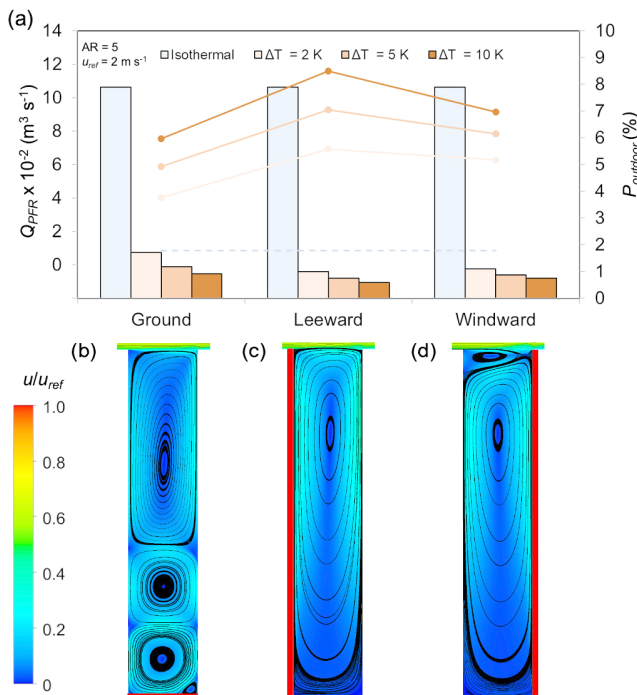 (a)
AR = 5
u_ref = 2 m s⁻¹
Isothermal
ΔT = 2 K
ΔT = 5 K
ΔT = 10 K
Q_PFR x 10⁻² (m³ s⁻¹)
14
12
10
8
6
4
2
0
P_outdoor (%)
10
9
8
7
6
5
4
3
2
1
0
Ground
Leeward
Windward
(b)
(c)
(d)
u/u_ref
1.0
0.8
0.6
0.4
0.2
0